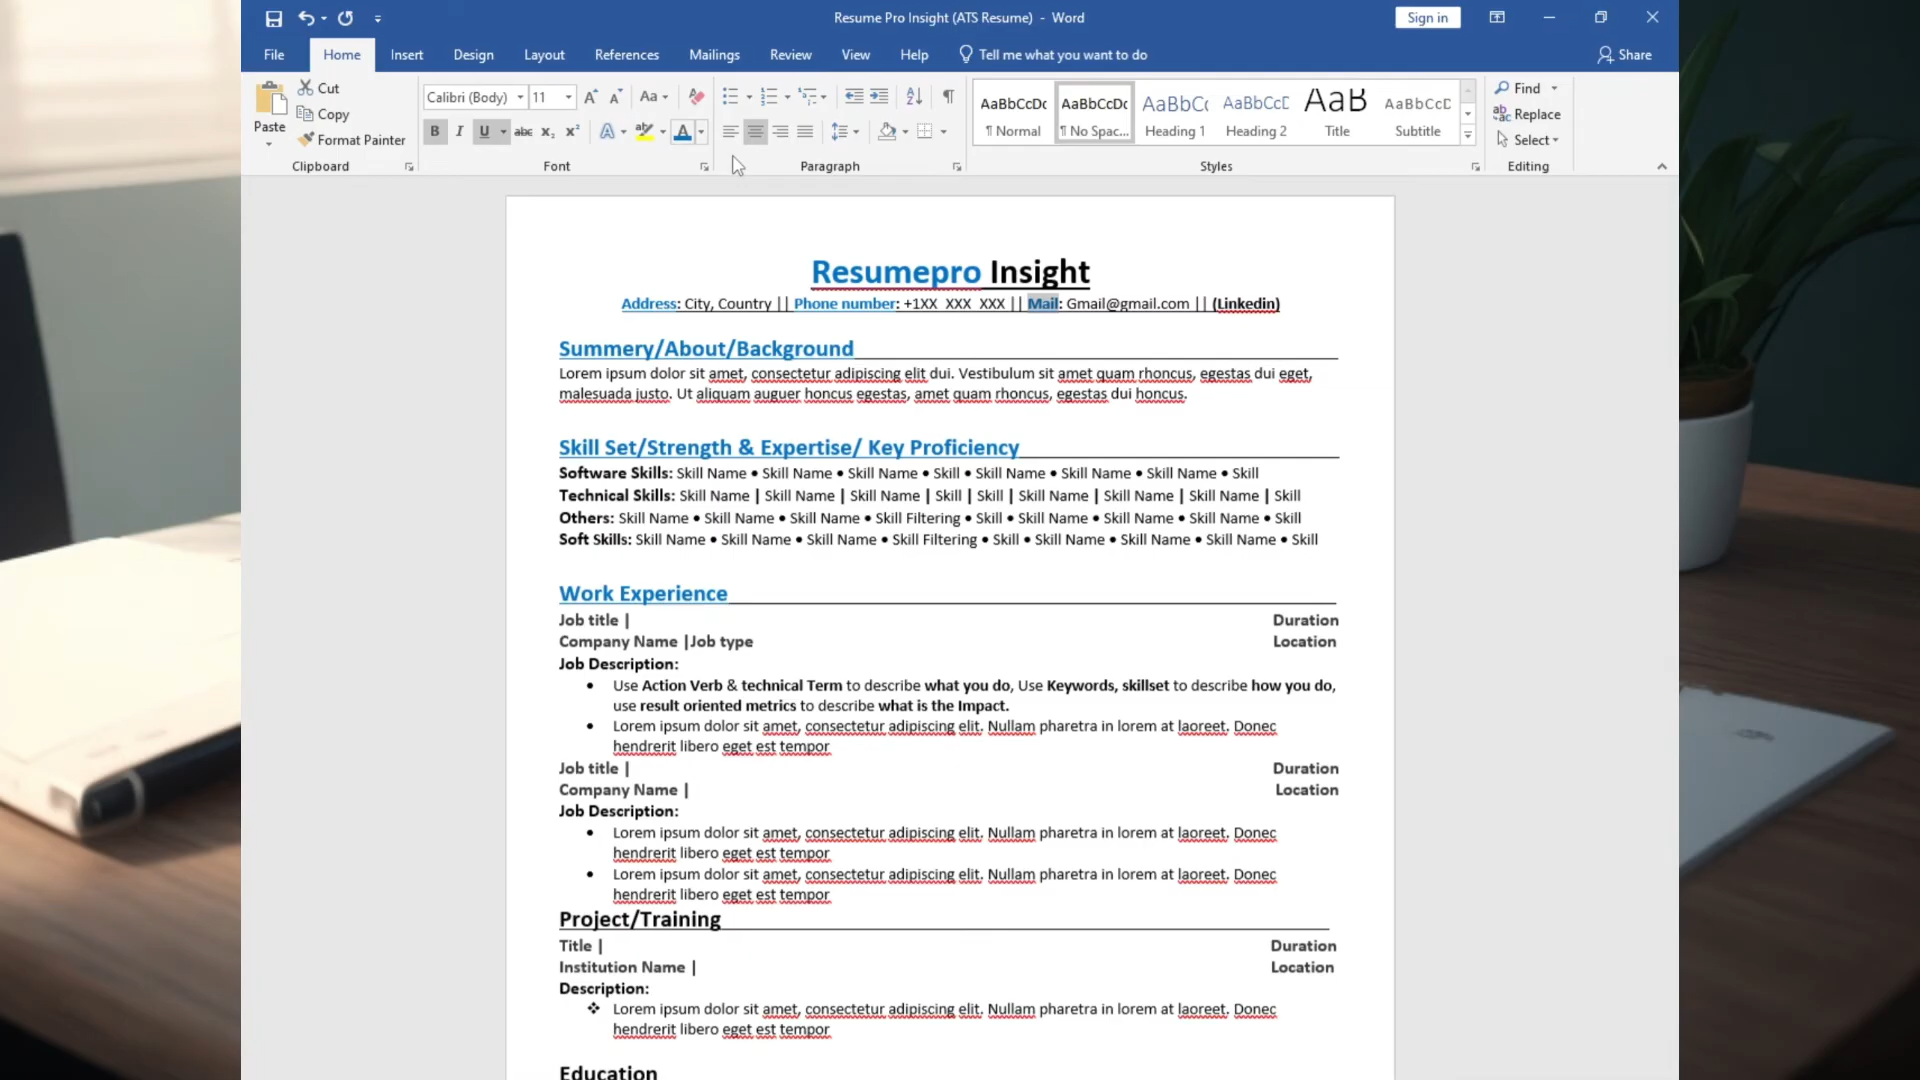 Resume Pro Insight (ATS Resume) - Word
Sign in
File Home Insert Design Layout References Mailings Review View Help Tell me what you want to do Share
Paste
Cut
Copy
Format Painter
Clipboard
Calibri (Body) 11
Font
Paragraph
AaBbCcDc AaBbCcDc AaBbCc AaBbCcD AaB AaBbCcD
¶ Normal ¶ No Spac... Heading 1 Heading 2 Title Subtitle
Styles
Find
Replace
Select
Editing
Resumepro Insight
Address: City, Country || Phone number: +1XX XXX XXX || Mail: Gmail@gmail.com || (Linkedin)
Summery/About/Background
Lorem ipsum dolor sit amet, consectetur adipiscing elit dui. Vestibulum sit amet quam rhoncus, egestas dui eget,
malesuada justo. Ut aliquam auguer honcus egestas, amet quam rhoncus, egestas dui honcus.
Skill Set/Strength & Expertise/ Key Proficiency
Software Skills: Skill Name • Skill Name • Skill Name • Skill • Skill Name • Skill Name • Skill Name • Skill
Technical Skills: Skill Name | Skill Name | Skill Name | Skill | Skill | Skill Name | Skill Name | Skill Name | Skill
Others: Skill Name • Skill Name • Skill Name • Skill Filtering • Skill • Skill Name • Skill Name • Skill Name • Skill
Soft Skills: Skill Name • Skill Name • Skill Name • Skill Filtering • Skill • Skill Name • Skill Name • Skill Name • Skill
Work Experience
Job title | Duration
Company Name |Job type Location
Job Description:
• Use Action Verb & technical Term to describe what you do, Use Keywords, skillset to describe how you do,
use result oriented metrics to describe what is the Impact.
• Lorem ipsum dolor sit amet, consectetur adipiscing elit. Nullam pharetra in lorem at laoreet. Donec
hendrerit libero eget est tempor
Job title | Duration
Company Name | Location
Job Description:
• Lorem ipsum dolor sit amet, consectetur adipiscing elit. Nullam pharetra in lorem at laoreet. Donec
hendrerit libero eget est tempor
• Lorem ipsum dolor sit amet, consectetur adipiscing elit. Nullam pharetra in lorem at laoreet. Donec
hendrerit libero eget est tempor
Project/Training
Title | Duration
Institution Name | Location
Description:
❖ Lorem ipsum dolor sit amet, consectetur adipiscing elit. Nullam pharetra in lorem at laoreet. Donec
hendrerit libero eget est tempor
Education